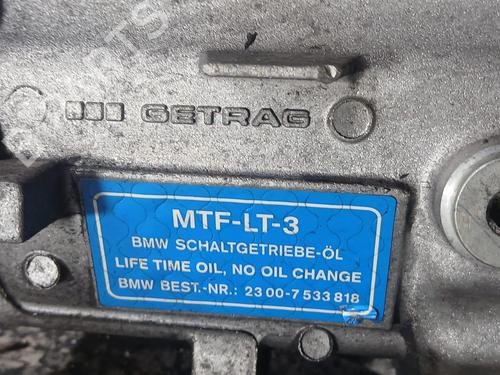 GETRAG
MTF-LT-3
BMW SCHALTGETRIEBE-ÖL
LIFE TIME OIL, NO OIL CHANGE
BMW BEST.-NR.: 23 00-7 533 818